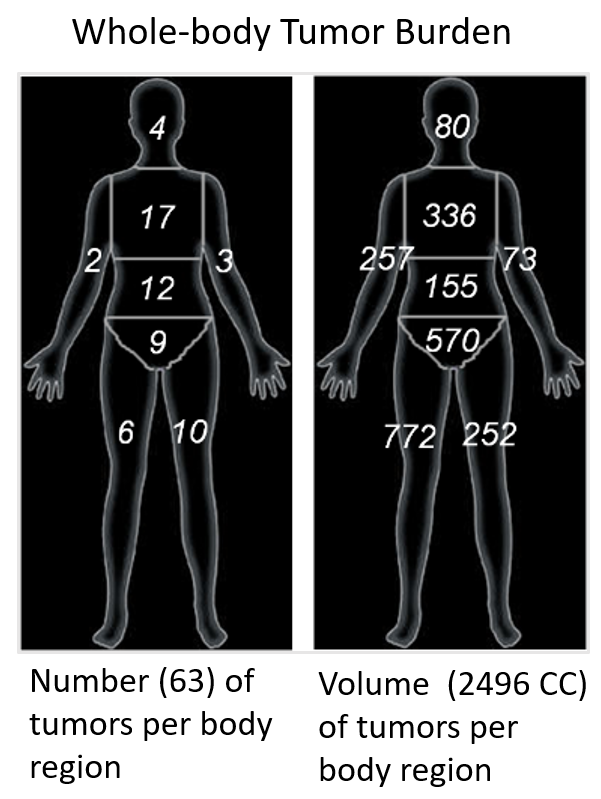 Whole-body Tumor Burden
4
17
2
3
12
9
6
10
80
336
257
73
155
570
772
252
Number (63) of
tumors per body
region
Volume  (2496 CC)
of tumors per
body region